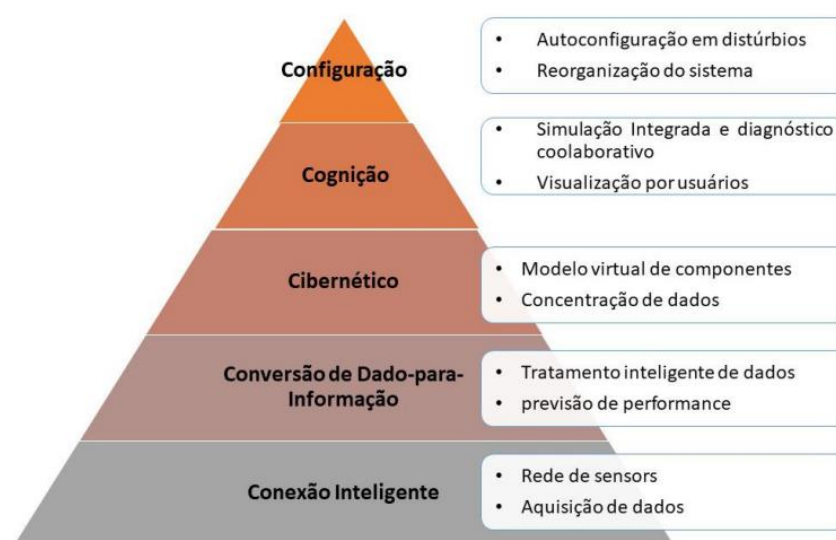 Configuração
• Autoconfiguração em distúrbios
• Reorganização do sistema
Cognição
• Simulação Integrada e diagnóstico
coolaborativo
• Visualização por usuários
Cibernético
• Modelo virtual de componentes
• Concentração de dados
Conversão de Dado-para-
Informação
• Tratamento inteligente de dados
• previsão de performance
Conexão Inteligente
• Rede de sensors
• Aquisição de dados